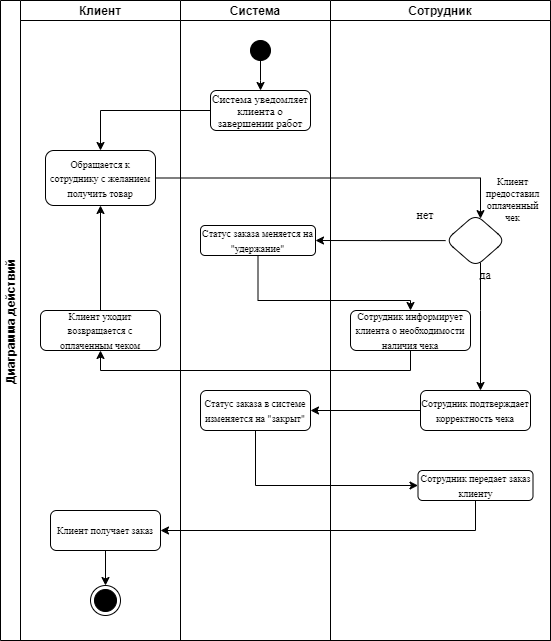 Клиент
Система
Сотрудник
Диаграмма действий
Система уведомляет
клиента о
завершении работ
Обращается к
сотруднику с желанием
получить товар
Клиент
предоставил
оплаченный
чек
нет
да
Статус заказа меняется на
"удержание"
Клиент уходит
возвращается с
оплаченным чеком
Сотрудник информирует
клиента о необходимости
наличия чека
Статус заказа в системе
изменяется на "закрыт"
Сотрудник подтверждает
корректность чека
Сотрудник передает заказ
клиенту
Клиент получает заказ